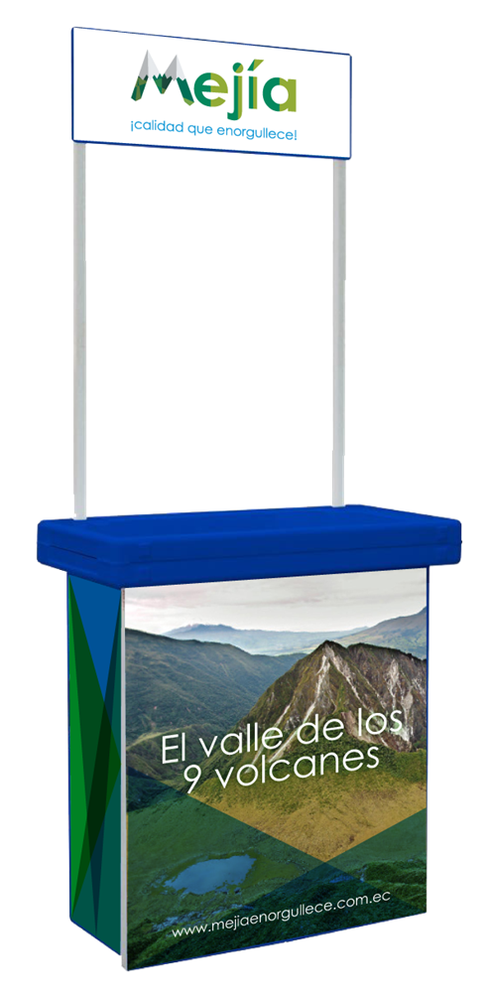 Mejía
¡calidad que enorgullece!
El valle de los
9 volcanes
www.mejiaenorgullece.com.ec